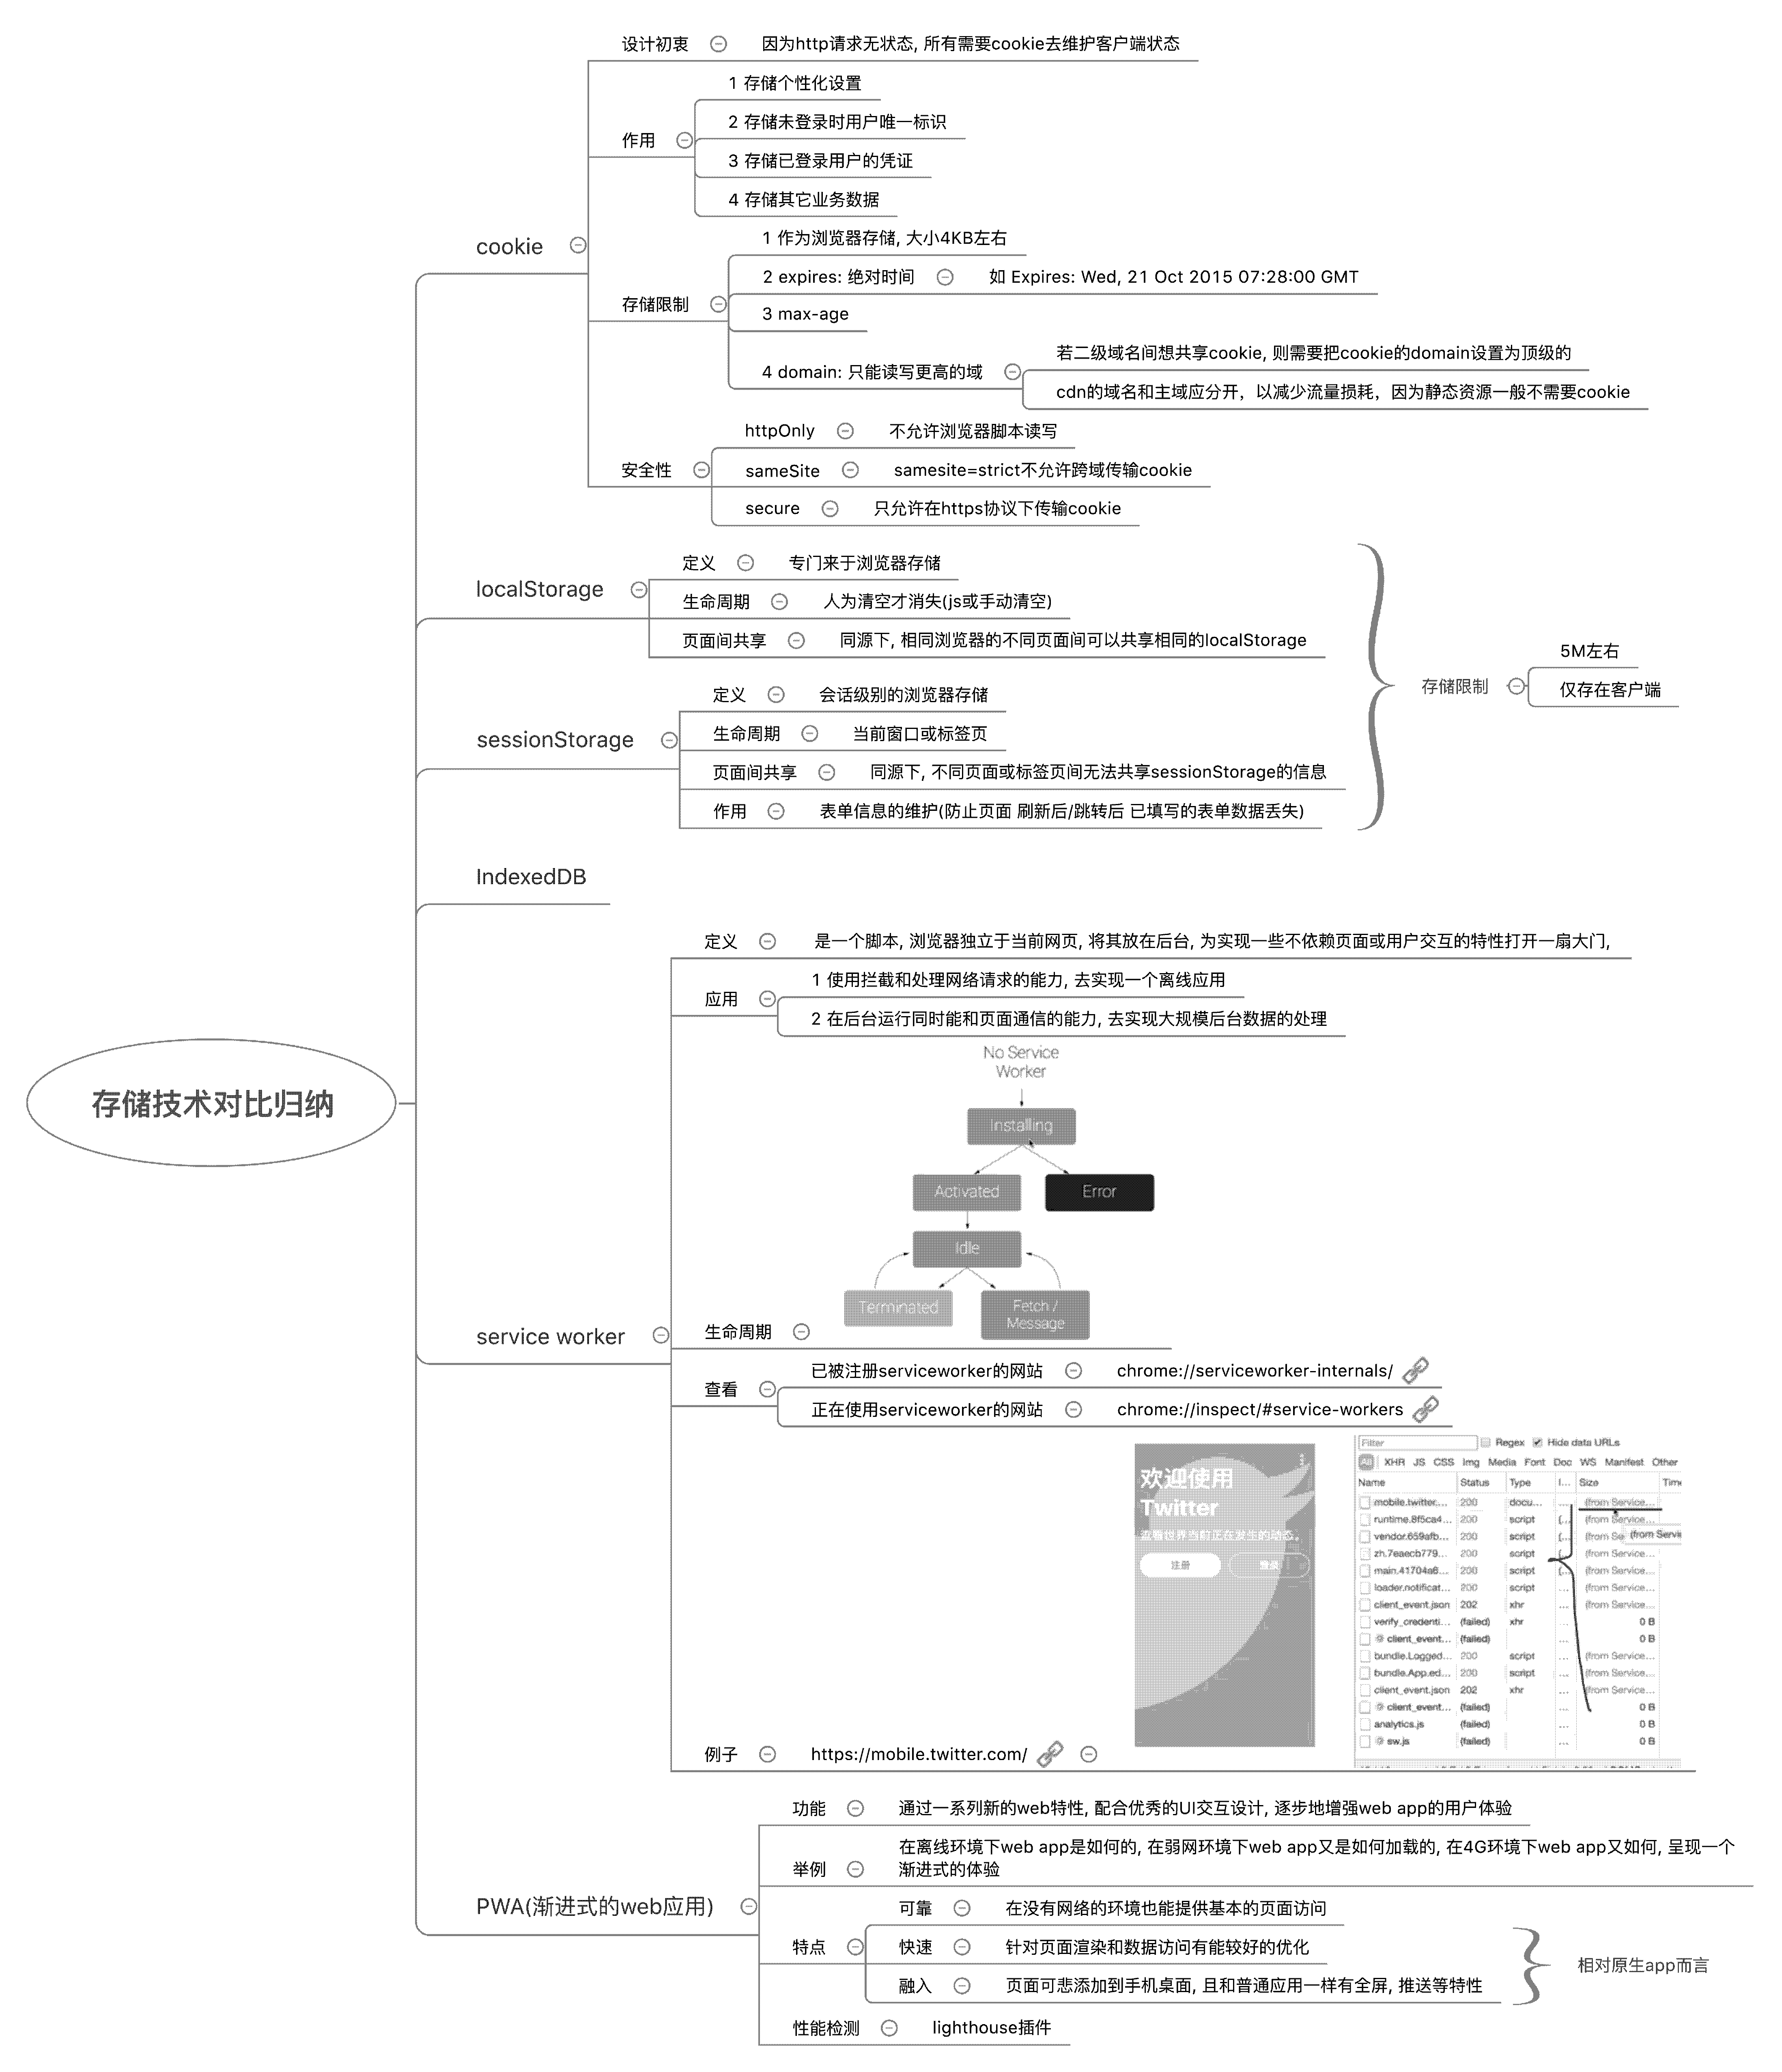 设计初衷 因为http请求无状态, 所有需要cookie去维护客户端状态
1 存储个性化设置
2 存储未登录时用户唯一标识
作用
3 存储已登录用户的凭证
4 存储其它业务数据
cookie
1 作为浏览器存储, 大小4KB左右
2 expires: 绝对时间 如 Expires: Wed, 21 Oct 2015 07:28:00 GMT
存储限制
3 max-age
若二级域名间想共享cookie, 则需要把cookie的domain设置为顶级的
4 domain: 只能读写更高的域
cdn的域名和主域应分开，以减少流量损耗，因为静态资源一般不需要cookie
httpOnly 不允许浏览器脚本读写
安全性 sameSite samesite=strict不允许跨域传输cookie
secure 只允许在https协议下传输cookie
定义 专门来于浏览器存储
localStorage
生命周期 人为清空才消失(js或手动清空)
页面间共享 同源下, 相同浏览器的不同页面间可以共享相同的localStorage
5M左右
存储限制
仅存在客户端
定义 会话级别的浏览器存储
生命周期 当前窗口或标签页
sessionStorage
页面间共享 同源下, 不同页面或标签页间无法共享sessionStorage的信息
作用 表单信息的维护(防止页面 刷新后/跳转后 已填写的表单数据丢失)
IndexedDB
定义 是一个脚本, 浏览器独立于当前网页, 将其放在后台, 为实现一些不依赖页面或用户交互的特性打开一扇大门,
1 使用拦截和处理网络请求的能力, 去实现一个离线应用
应用
2 在后台运行同时能和页面通信的能力, 去实现大规模后台数据的处理
No Service
Worker
存储技术对比归纳
Installing
Activated Error
Idle
Terminated
Fetch /
Message
生命周期
service worker
已被注册serviceworker的网站 chrome://serviceworker-internals/
查看
正在使用serviceworker的网站 chrome://inspect/#service-workers
欢迎使用
Twitter
查看世界当前正在发生的动态。
注册 登录
Filter Regex Hide data URLs
All XHR JS CSS Img Media Font Doc WS Manifest Other
Name Status Type I... Size Time
mobile.twitter.... 200 docu... ... (from Service...
runtime.8f5ca4... 200 script (... (from Service...
vendor.659afb... 200 script (... (from Se (from Servi
zh.7eaecb779... 200 script (... (from Service...
main.41704a6... 200 script (... (from Service...
loader.notificat... 200 script ... (from Service...
client_event.json 202 xhr ... (from Service...
verify_credenti... (failed) xhr ... 0 B
client_event... (failed) ... 0 B
bundle.Logged... 200 script ... (from Service...
bundle.App.ed... 200 script ... (from Service...
client_event.json 202 xhr ... (from Service...
client_event... (failed) ... 0 B
analytics.js (failed) ... 0 B
sw.js (failed) ... 0 B
例子 https://mobile.twitter.com/
功能 通过一系列新的web特性, 配合优秀的UI交互设计, 逐步地增强web app的用户体验
举例 在离线环境下web app是如何的, 在弱网环境下web app又是如何加载的, 在4G环境下web app又如何, 呈现一个
渐进式的体验
PWA(渐进式的web应用)
可靠 在没有网络的环境也能提供基本的页面访问
特点 快速 针对页面渲染和数据访问有能较好的优化
融入 页面可悲添加到手机桌面, 且和普通应用一样有全屏, 推送等特性
相对原生app而言
性能检测 lighthouse插件